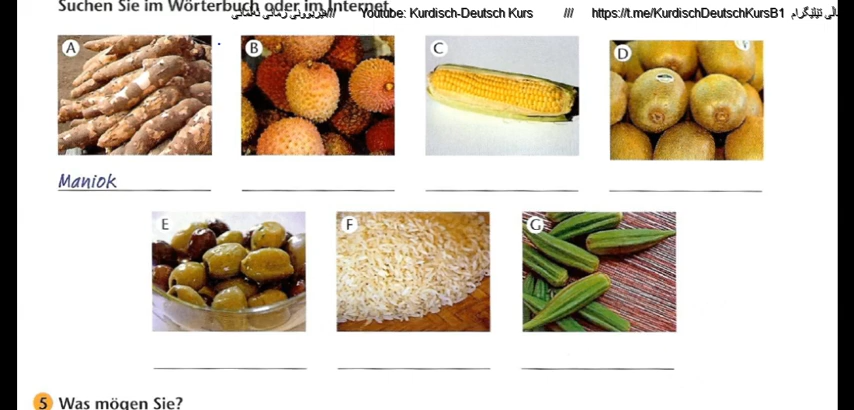 Suchen Sie im Wörterbuch oder im Internet
Youtube: Kurdisch-Deutsch Kurs /// https://t.me/KurdischDeutschKursB1
A
B
C
D
Maniok
E
F
G
5 Was mögen Sie?